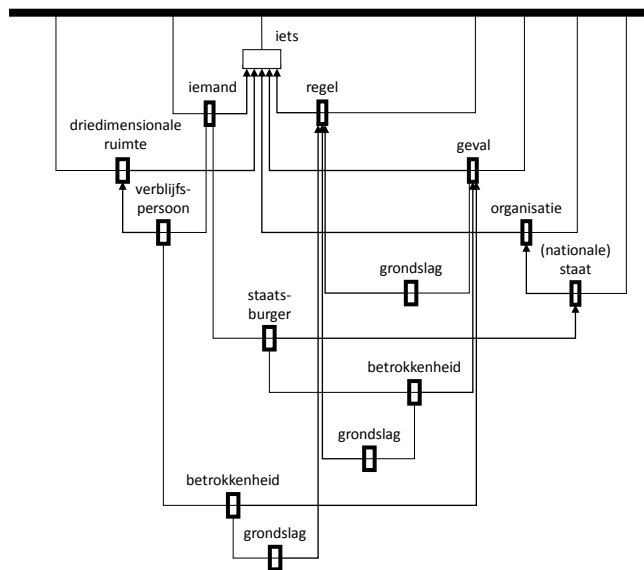 iets
iemand
regel
driedimensionale
ruimte
geval
verblijfs-
persoon
organisatie
(nationale)
staat
grondslag
staats-
burger
betrokkenheid
grondslag
betrokkenheid
grondslag